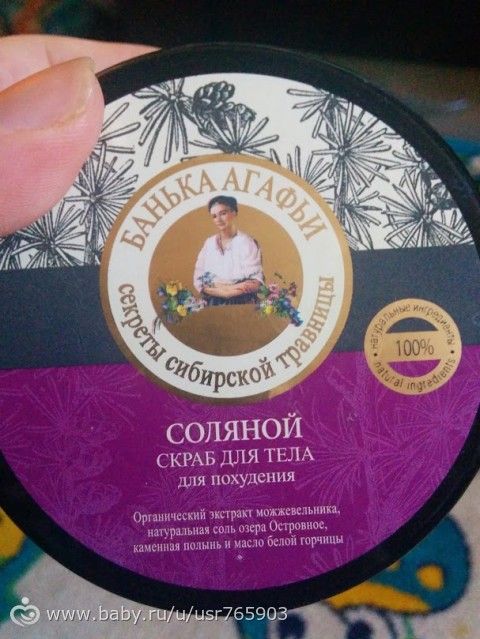 БАНЬКА АГАФЬИ
секреты сибирской травницы
натуральные ингредиенты
100%
natural ingredients
СОЛЯНОЙ
СКРАБ ДЛЯ ТЕЛА
для похудения
Органический экстракт можжевельника,
натуральная соль озера Островное,
каменная полынь и масло белой горчицы
www.baby.ru/u/usr765903